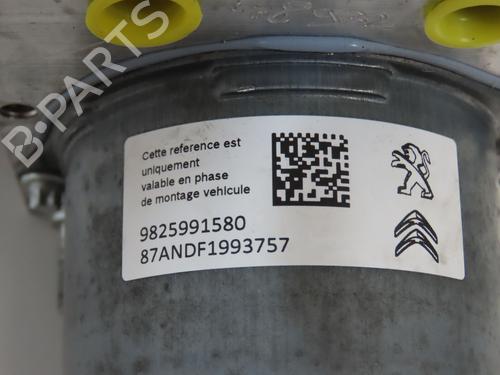 B-PARTS
Cette reference est
uniquement
valable en phase
de montage vehicule
9825991580
87ANDF1993757